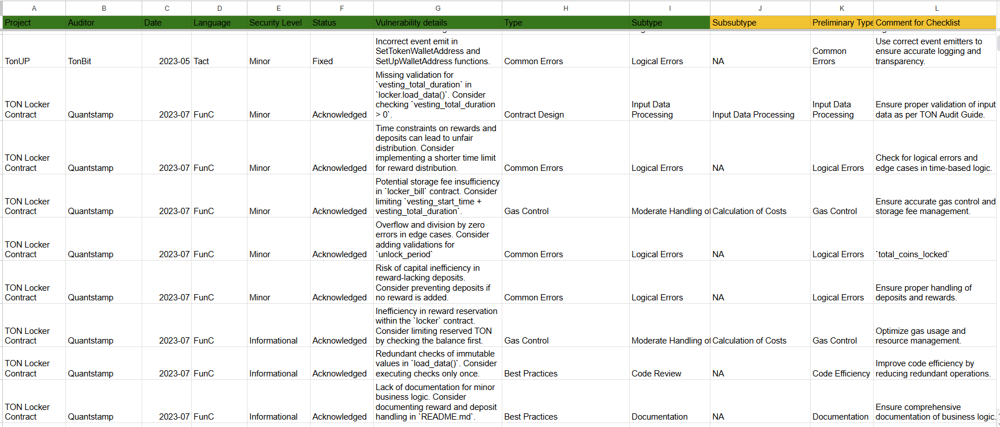 A B C D E F G H I J K L
Project Auditor Date Language Security Level Status Vulnerability details Type Subtype Subsubtype Preliminary Type Comment for Checklist
Incorrect event emit in
SetTokenWalletAddress and
SetUpWalletAddress functions.
TonUP TonBit 2023-05 Tact Minor Fixed Common Errors Logical Errors NA
Common
Errors
Use correct event emitters to
ensure accurate logging and
transparency.
TON Locker
Contract
Quantstamp 2023-07 FunC Minor Acknowledged
Missing validation for
`vesting_total_duration` in
`locker.load_data()`. Consider
checking `vesting_total_duration
> 0`.
Contract Design
Input Data
Processing
Input Data Processing
Input Data
Processing
Ensure proper validation of input
data as per TON Audit Guide.
TON Locker
Contract
Quantstamp 2023-07 FunC Minor Acknowledged
Time constraints on rewards and
deposits can lead to unfair
distribution. Consider
implementing a shorter time limit
for reward distribution.
Common Errors Logical Errors NA Logical Errors
Check for logical errors and
edge cases in time-based logic.
TON Locker
Contract
Quantstamp 2023-07 FunC Minor Acknowledged
Potential storage fee insufficiency
in `locker_bill` contract. Consider
limiting `vesting_start_time +
vesting_total_duration`.
Gas Control Moderate Handling of Calculation of Costs Gas Control
Ensure accurate gas control and
storage fee management.
TON Locker
Contract
Quantstamp 2023-07 FunC Minor Acknowledged
Overflow and division by zero
errors in edge cases. Consider
adding validations for
`unlock_period`
Common Errors Logical Errors NA Logical Errors `total_coins_locked`
TON Locker
Contract
Quantstamp 2023-07 FunC Minor Acknowledged
Risk of capital inefficiency in
reward-lacking deposits.
Consider preventing deposits if
no reward is added.
Common Errors Logical Errors NA Logical Errors
Ensure proper handling of
deposits and rewards.
TON Locker
Contract
Quantstamp 2023-07 FunC Informational Acknowledged
Inefficiency in reward reservation
within the `locker` contract.
Consider limiting reserved TON
by checking the balance first.
Gas Control Moderate Handling of Calculation of Costs Gas Control
Optimize gas usage and
resource management.
TON Locker
Contract
Quantstamp 2023-07 FunC Informational Acknowledged
Redundant checks of immutable
values in `load_data()`. Consider
executing checks only once.
Best Practices Code Review NA Code Efficiency
Improve code efficiency by
reducing redundant operations.
TON Locker
Contract
Quantstamp 2023-07 FunC Informational Acknowledged
Lack of documentation for minor
business logic. Consider
documenting reward and deposit
handling in `README.md`.
Best Practices Documentation NA Documentation
Ensure comprehensive
documentation of business logic.